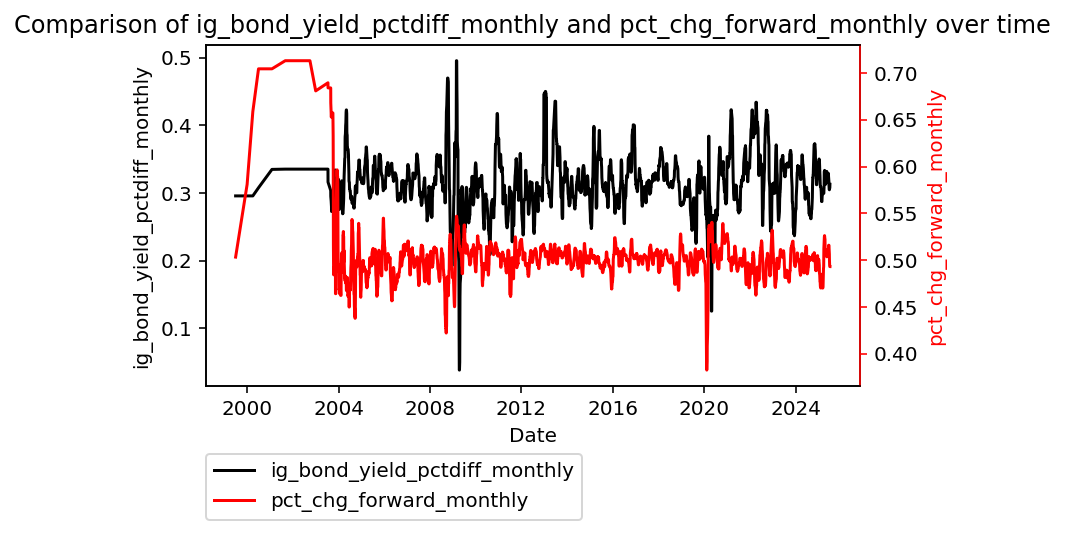 Comparison of ig_bond_yield_pctdiff_monthly and pct_chg_forward_monthly over time
ig_bond_yield_pctdiff_monthly
0.5
0.4
0.3
0.2
0.1
0.70
0.65
0.60
0.55
0.50
0.45
0.40
pct_chg_forward_monthly
2000 2004 2008 2012 2016 2020 2024
Date
ig_bond_yield_pctdiff_monthly
pct_chg_forward_monthly